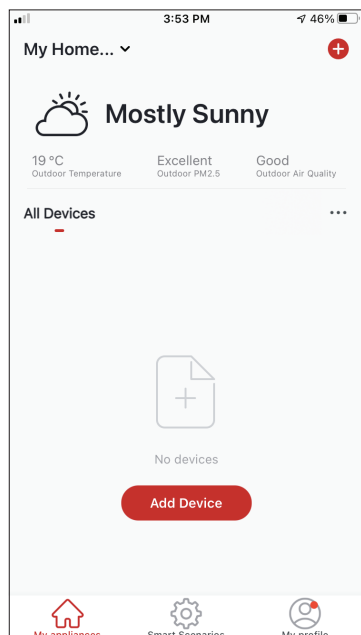 3:53 PM 46%
My Home...
Mostly Sunny
19 °C Excellent Good
Outdoor Temperature Outdoor PM2.5 Outdoor Air Quality
All Devices
No devices
Add Device
My appliances Smart Scenarios My profile